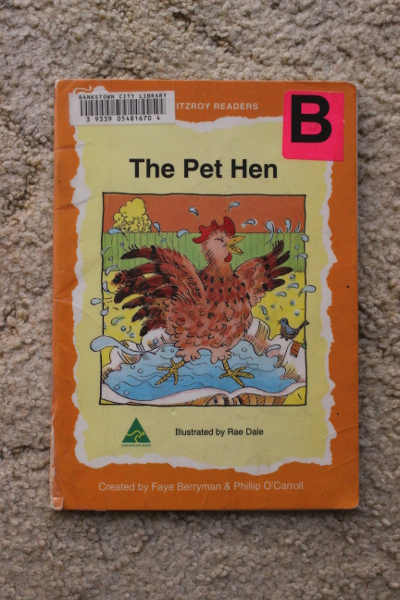 BANKSTOWN CITY LIBRARY
3 9339 05481670 4
READERS
B
The Pet Hen
Illustrated by Rae Dale
Created by Faye Berryman & Phillip O'Carroll